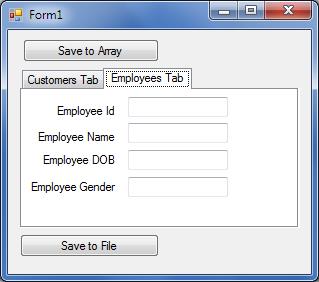 Form1
Save to Array
Customers Tab Employees Tab
Employee Id
Employee Name
Employee DOB
Employee Gender
Save to File